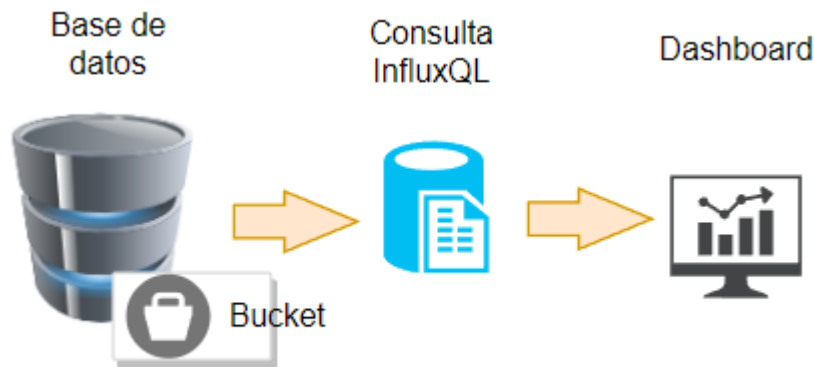 Base de
datos
Consulta
InfluxQL
Dashboard
Bucket